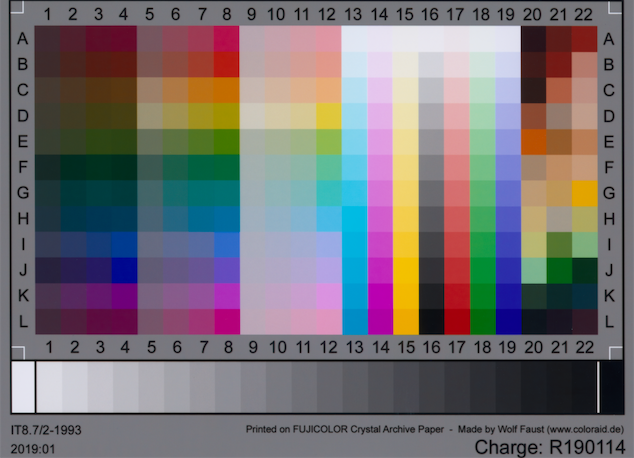 1 2 3 4 5 6 7 8 9 10 11 12 13 14 15 16 17 18 19 20 21 22
A A
B B
C C
D D
E E
F F
G G
H H
I I
J J
K K
L L
1 2 3 4 5 6 7 8 9 10 11 12 13 14 15 16 17 18 19 20 21 22
IT8.7/2-1993 Printed on FUJICOLOR Crystal Archive Paper - Made by Wolf Faust (www.coloraid.de)
2019:01 Charge: R190114